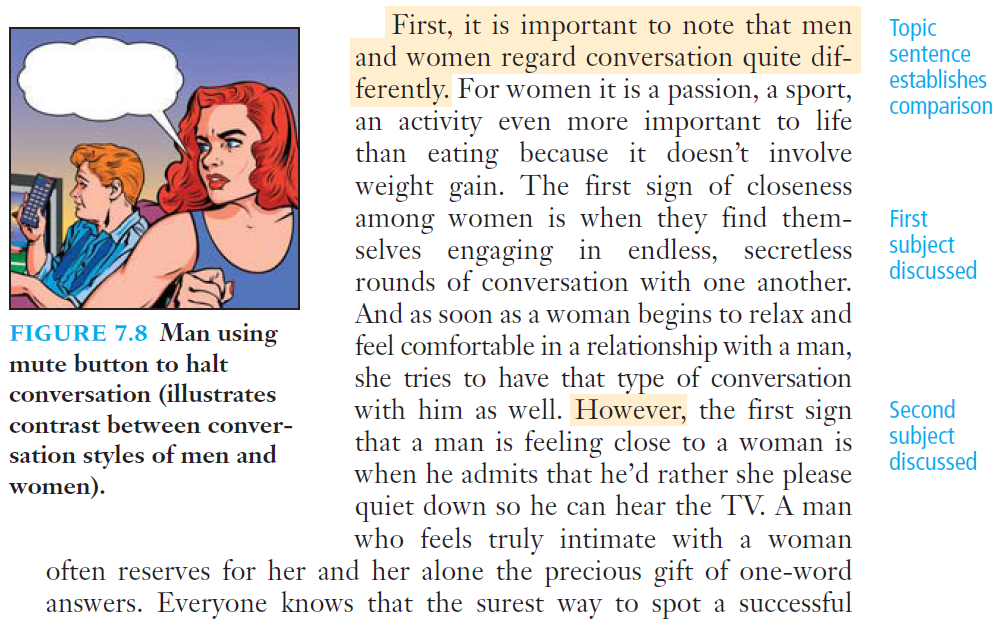 First, it is important to note that men
and women regard conversation quite dif-
ferently. For women it is a passion, a sport,
an activity even more important to life
than eating because it doesn't involve
weight gain. The first sign of closeness
among women is when they find them-
selves engaging in endless, secretless
rounds of conversation with one another.
And as soon as a woman begins to relax and
feel comfortable in a relationship with a man,
she tries to have that type of conversation
with him as well. However, the first sign
that a man is feeling close to a woman is
when he admits that he'd rather she please
quiet down so he can hear the TV. A man
who feels truly intimate with a woman
often reserves for her and her alone the precious gift of one-word
answers. Everyone knows that the surest way to spot a successful
Topic
sentence
establishes
comparison
First
subject
discussed
Second
subject
discussed
FIGURE 7.8 Man using
mute button to halt
conversation (illustrates
contrast between conver-
sation styles of men and
women).